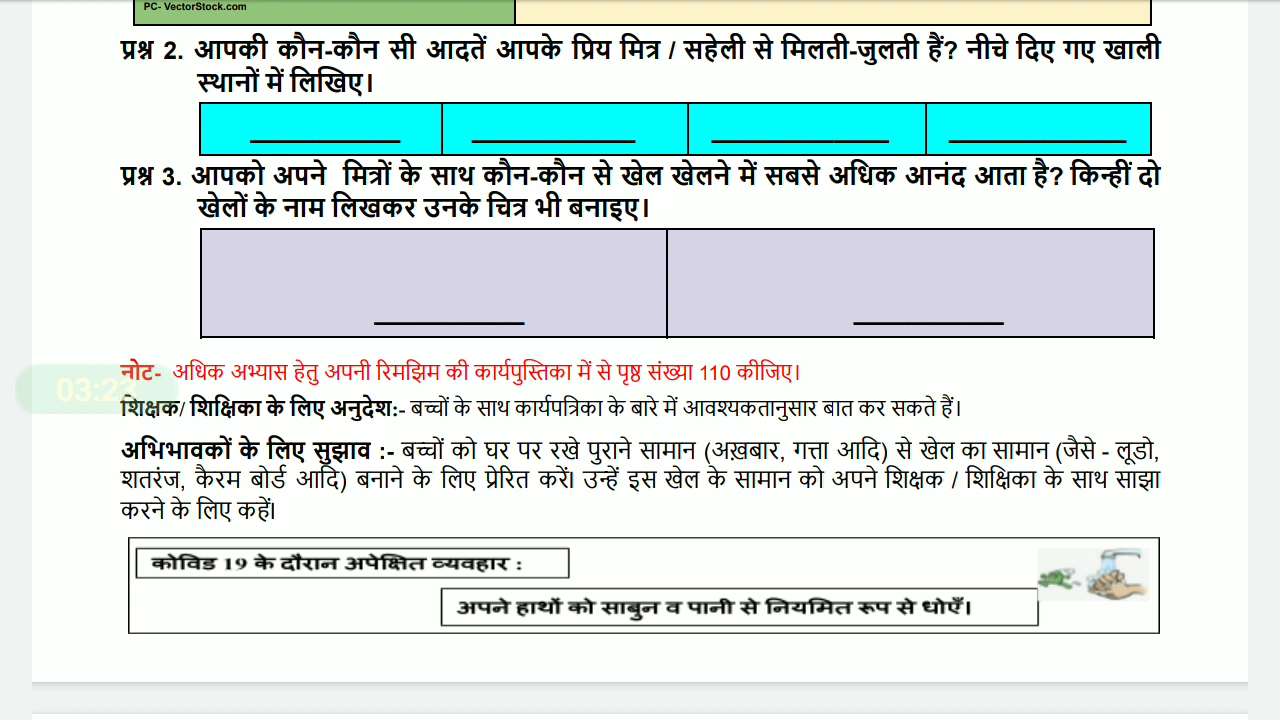 PC- VectorStock.com
प्रश्न 2. आपकी कौन-कौन सी आदतें आपके प्रिय मित्र / सहेली से मिलती-जुलती हैं? नीचे दिए गए खाली
स्थानों में लिखिए।
प्रश्न 3. आपको अपने मित्रों के साथ कौन-कौन से खेल खेलने में सबसे अधिक आनंद आता है? किन्हीं दो
खेलों के नाम लिखकर उनके चित्र भी बनाइए।
नोट- अधिक अभ्यास हेतु अपनी रिमझिम की कार्यपुस्तिका में से पृष्ठ संख्या 110 कीजिए।
03:23
शिक्षक/ शिक्षिका के लिए अनुदेश:- बच्चों के साथ कार्यपत्रिका के बारे में आवश्यकतानुसार बात कर सकते हैं।
अभिभावकों के लिए सुझाव :- बच्चों को घर पर रखे पुराने सामान (अख़बार, गत्ता आदि) से खेल का सामान (जैसे - लूडो,
शतरंज, कैरम बोर्ड आदि) बनाने के लिए प्रेरित करें। उन्हें इस खेल के सामान को अपने शिक्षक / शिक्षिका के साथ साझा
करने के लिए कहें।
कोविड 19 के दौरान अपेक्षित व्यवहार :
अपने हाथों को साबुन व पानी से नियमित रूप से धोएँ।